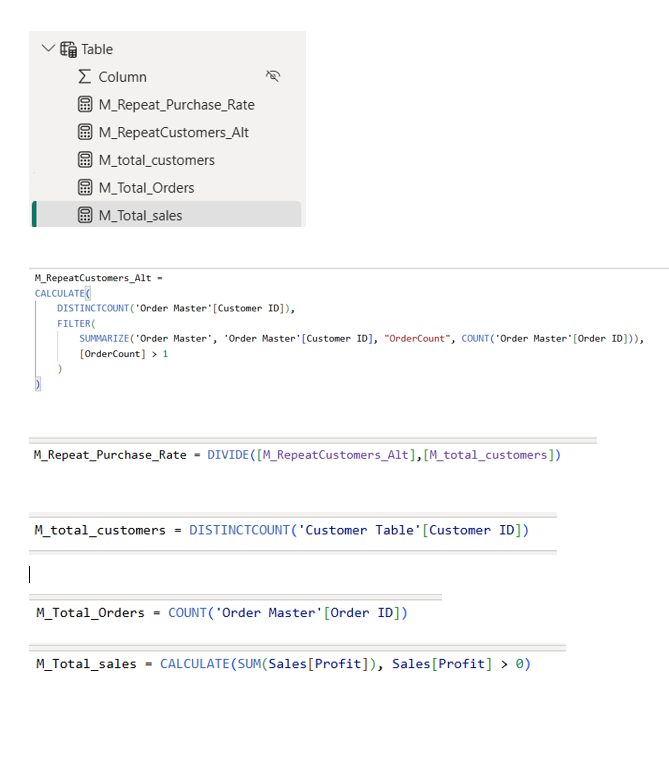 Table
Column
M_Repeat_Purchase_Rate
M_RepeatCustomers_Alt
M_total_customers
M_Total_Orders
M_Total_sales
M_RepeatCustomers_Alt =
CALCULATE(
DISTINCTCOUNT('Order Master'[Customer ID]),
FILTER(
SUMMARIZE('Order Master', 'Order Master'[Customer ID], "OrderCount", COUNT('Order Master'[Order ID])),
[OrderCount] > 1
)
)
M_Repeat_Purchase_Rate = DIVIDE([M_RepeatCustomers_Alt],[M_total_customers])
M_total_customers = DISTINCTCOUNT('Customer Table'[Customer ID])
M_Total_Orders = COUNT('Order Master'[Order ID])
M_Total_sales = CALCULATE(SUM(Sales[Profit]), Sales[Profit] > 0)